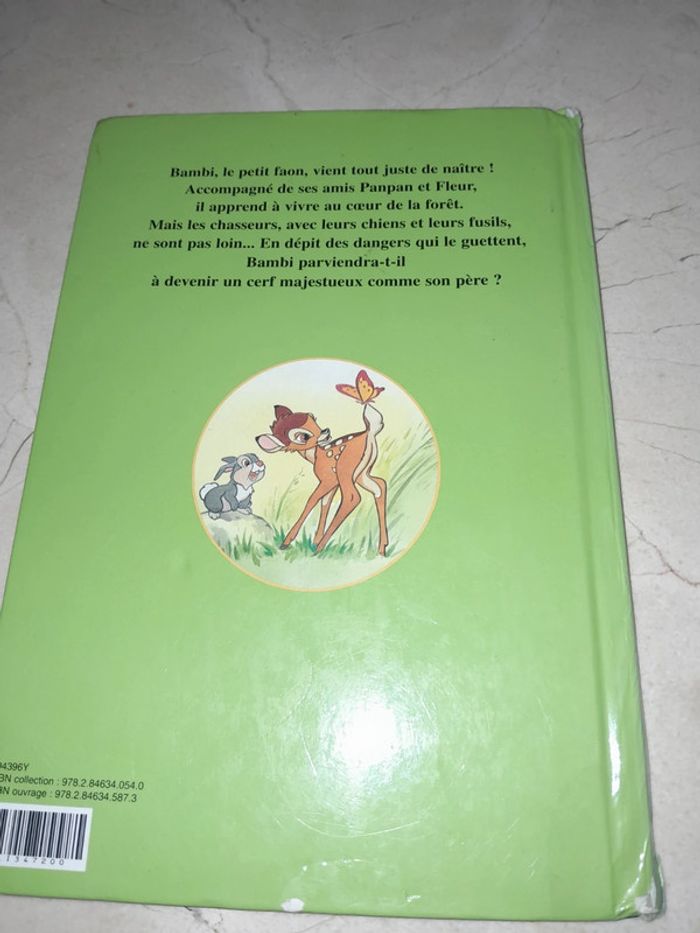 Bambi, le petit faon, vient tout juste de naître !
Accompagné de ses amis Panpan et Fleur,
il apprend à vivre au cœur de la forêt.
Mais les chasseurs, avec leurs chiens et leurs fusils,
ne sont pas loin... En dépit des dangers qui le guettent,
Bambi parviendra-t-il
à devenir un cerf majestueux comme son père ?
94396Y
BN collection : 978.2.84634.054.0
BN ouvrage : 978.2.84634.587.3
1347200